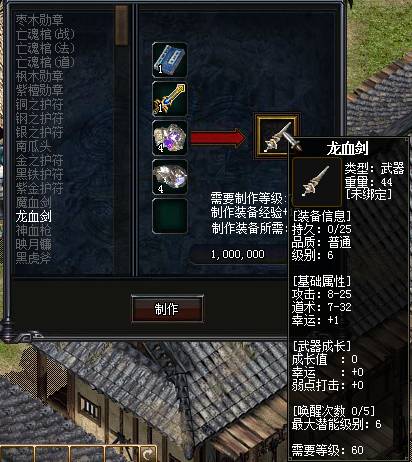 枣木勋章
亡魂棺(战)
亡魂棺(法)
亡魂棺(道)
枫木勋章
紫檀勋章
铜之护符
钢之护符
银之护符
南瓜头
金之护符
黑铁护符
紫金护符
魔血剑
龙血剑
神血枪
映月镰
黑虎斧
1
1
4
4
需要制作等级
制作装备经验
制作装备所需
1,000,000
制作
龙血剑
类型: 武器
重量: 44
[未绑定]
[装备信息]
持久: 0/25
品质: 普通
级别: 6
[基础属性]
攻击: 8-25
道术: 7-32
幸运: +1
[武器成长]
成长值 : 0
幸运 : +0
弱点打击: +0
[唤醒次数 0/5]
最大潜能级别: 6
需要等级: 60